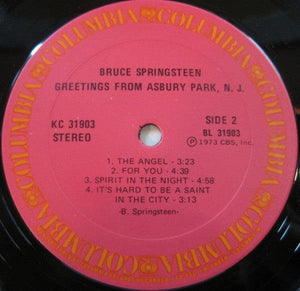 COLUMBIA COLUMBIA COLUMBIA COLUMBIA COLUMBIA COLUMBIA
BRUCE SPRINGSTEEN
GREETINGS FROM ASBURY PARK, N. J.
KC 31903
STEREO
SIDE 2
BL 31903
℗ 1973 CBS, Inc.
1. THE ANGEL - 3:23
2. FOR YOU - 4:39
3. SPIRIT IN THE NIGHT - 4:58
4. IT'S HARD TO BE A SAINT
IN THE CITY - 3:13
-B. Springsteen-